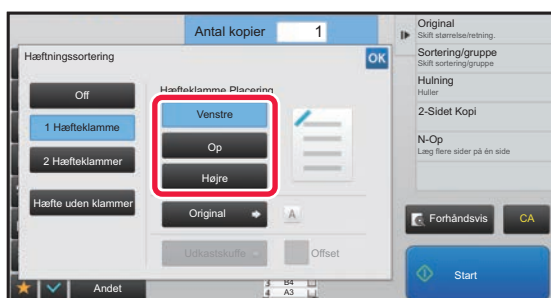 Antal kopier 1
Hæftningssortering
OK
Off
1 Hæfteklamme
2 Hæfteklammer
Hæfte uden klammer
Hæfteklamme Placering
Venstre
Op
Højre
Original
A
Udkastskuffe
Offset
Andet
3 B4
4 A3
Original
Skift størrelse/retning.
Sortering/gruppe
Skift sortering/gruppe
Hulning
Huller
2-Sidet Kopi
N-Op
Læg flere sider på én side
Forhåndsvis
CA
Start